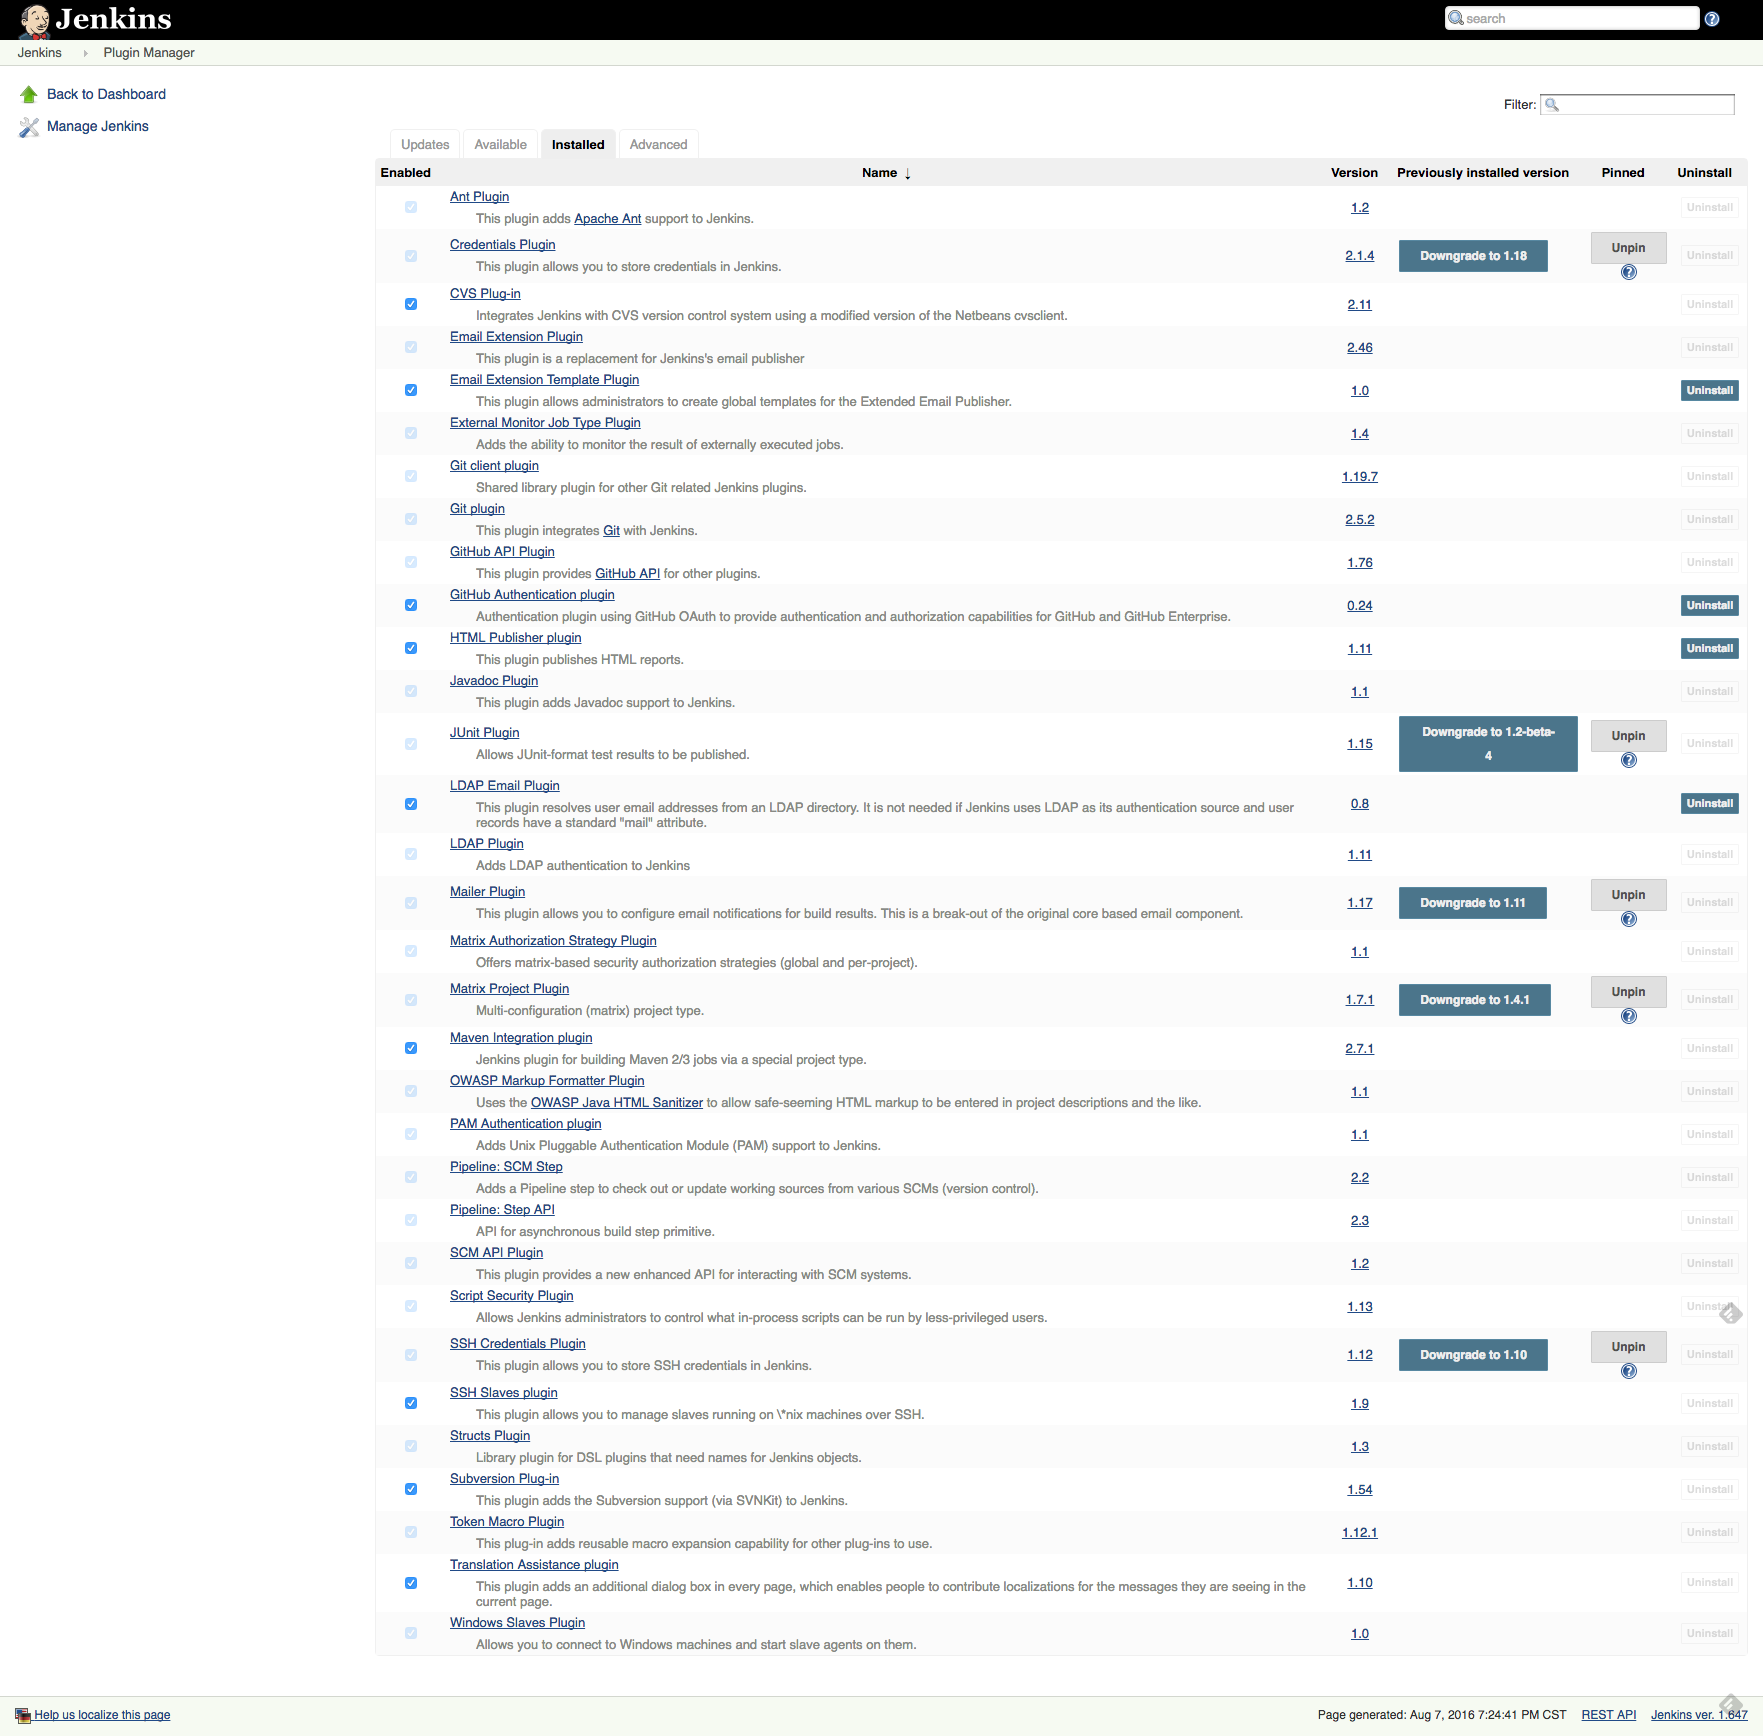 Jenkins
search
Jenkins
Plugin Manager
Back to Dashboard
Manage Jenkins
Filter:
Updates
Available
Installed
Advanced
Enabled Name ↓ Version Previously installed version Pinned Uninstall
Ant Plugin
This plugin adds Apache Ant support to Jenkins.
1.2
Uninstall
Credentials Plugin
This plugin allows you to store credentials in Jenkins.
2.1.4
Downgrade to 1.18
Unpin
Uninstall
CVS Plug-in
Integrates Jenkins with CVS version control system using a modified version of the Netbeans cvsclient.
2.11
Uninstall
Email Extension Plugin
This plugin is a replacement for Jenkins's email publisher
2.46
Uninstall
Email Extension Template Plugin
This plugin allows administrators to create global templates for the Extended Email Publisher.
1.0
Uninstall
External Monitor Job Type Plugin
Adds the ability to monitor the result of externally executed jobs.
1.4
Uninstall
Git client plugin
Shared library plugin for other Git related Jenkins plugins.
1.19.7
Uninstall
Git plugin
This plugin integrates Git with Jenkins.
2.5.2
Uninstall
GitHub API Plugin
This plugin provides GitHub API for other plugins.
1.76
Uninstall
GitHub Authentication plugin
Authentication plugin using GitHub OAuth to provide authentication and authorization capabilities for GitHub and GitHub Enterprise.
0.24
Uninstall
HTML Publisher plugin
This plugin publishes HTML reports.
1.11
Uninstall
Javadoc Plugin
This plugin adds Javadoc support to Jenkins.
1.1
Uninstall
JUnit Plugin
Allows JUnit-format test results to be published.
1.15
Downgrade to 1.2-beta-
4
Unpin
Uninstall
LDAP Email Plugin
This plugin resolves user email addresses from an LDAP directory. It is not needed if Jenkins uses LDAP as its authentication source and user
records have a standard "mail" attribute.
0.8
Uninstall
LDAP Plugin
Adds LDAP authentication to Jenkins
1.11
Uninstall
Mailer Plugin
This plugin allows you to configure email notifications for build results. This is a break-out of the original core based email component.
1.17
Downgrade to 1.11
Unpin
Uninstall
Matrix Authorization Strategy Plugin
Offers matrix-based security authorization strategies (global and per-project).
1.1
Uninstall
Matrix Project Plugin
Multi-configuration (matrix) project type.
1.7.1
Downgrade to 1.4.1
Unpin
Uninstall
Maven Integration plugin
Jenkins plugin for building Maven 2/3 jobs via a special project type.
2.7.1
Uninstall
OWASP Markup Formatter Plugin
Uses the OWASP Java HTML Sanitizer to allow safe-seeming HTML markup to be entered in project descriptions and the like.
1.1
Uninstall
PAM Authentication plugin
Adds Unix Pluggable Authentication Module (PAM) support to Jenkins.
1.1
Uninstall
Pipeline: SCM Step
Adds a Pipeline step to check out or update working sources from various SCMs (version control).
2.2
Uninstall
Pipeline: Step API
API for asynchronous build step primitive.
2.3
Uninstall
SCM API Plugin
This plugin provides a new enhanced API for interacting with SCM systems.
1.2
Uninstall
Script Security Plugin
Allows Jenkins administrators to control what in-process scripts can be run by less-privileged users.
1.13
Uninstall
SSH Credentials Plugin
This plugin allows you to store SSH credentials in Jenkins.
1.12
Downgrade to 1.10
Unpin
Uninstall
SSH Slaves plugin
This plugin allows you to manage slaves running on \*nix machines over SSH.
1.9
Uninstall
Structs Plugin
Library plugin for DSL plugins that need names for Jenkins objects.
1.3
Uninstall
Subversion Plug-in
This plugin adds the Subversion support (via SVNKit) to Jenkins.
1.54
Uninstall
Token Macro Plugin
This plug-in adds reusable macro expansion capability for other plug-ins to use.
1.12.1
Uninstall
Translation Assistance plugin
This plugin adds an additional dialog box in every page, which enables people to contribute localizations for the messages they are seeing in the
current page.
1.10
Uninstall
Windows Slaves Plugin
Allows you to connect to Windows machines and start slave agents on them.
1.0
Uninstall
Help us localize this page
Page generated: Aug 7, 2016 7:24:41 PM CST
REST API
Jenkins ver. 1.647